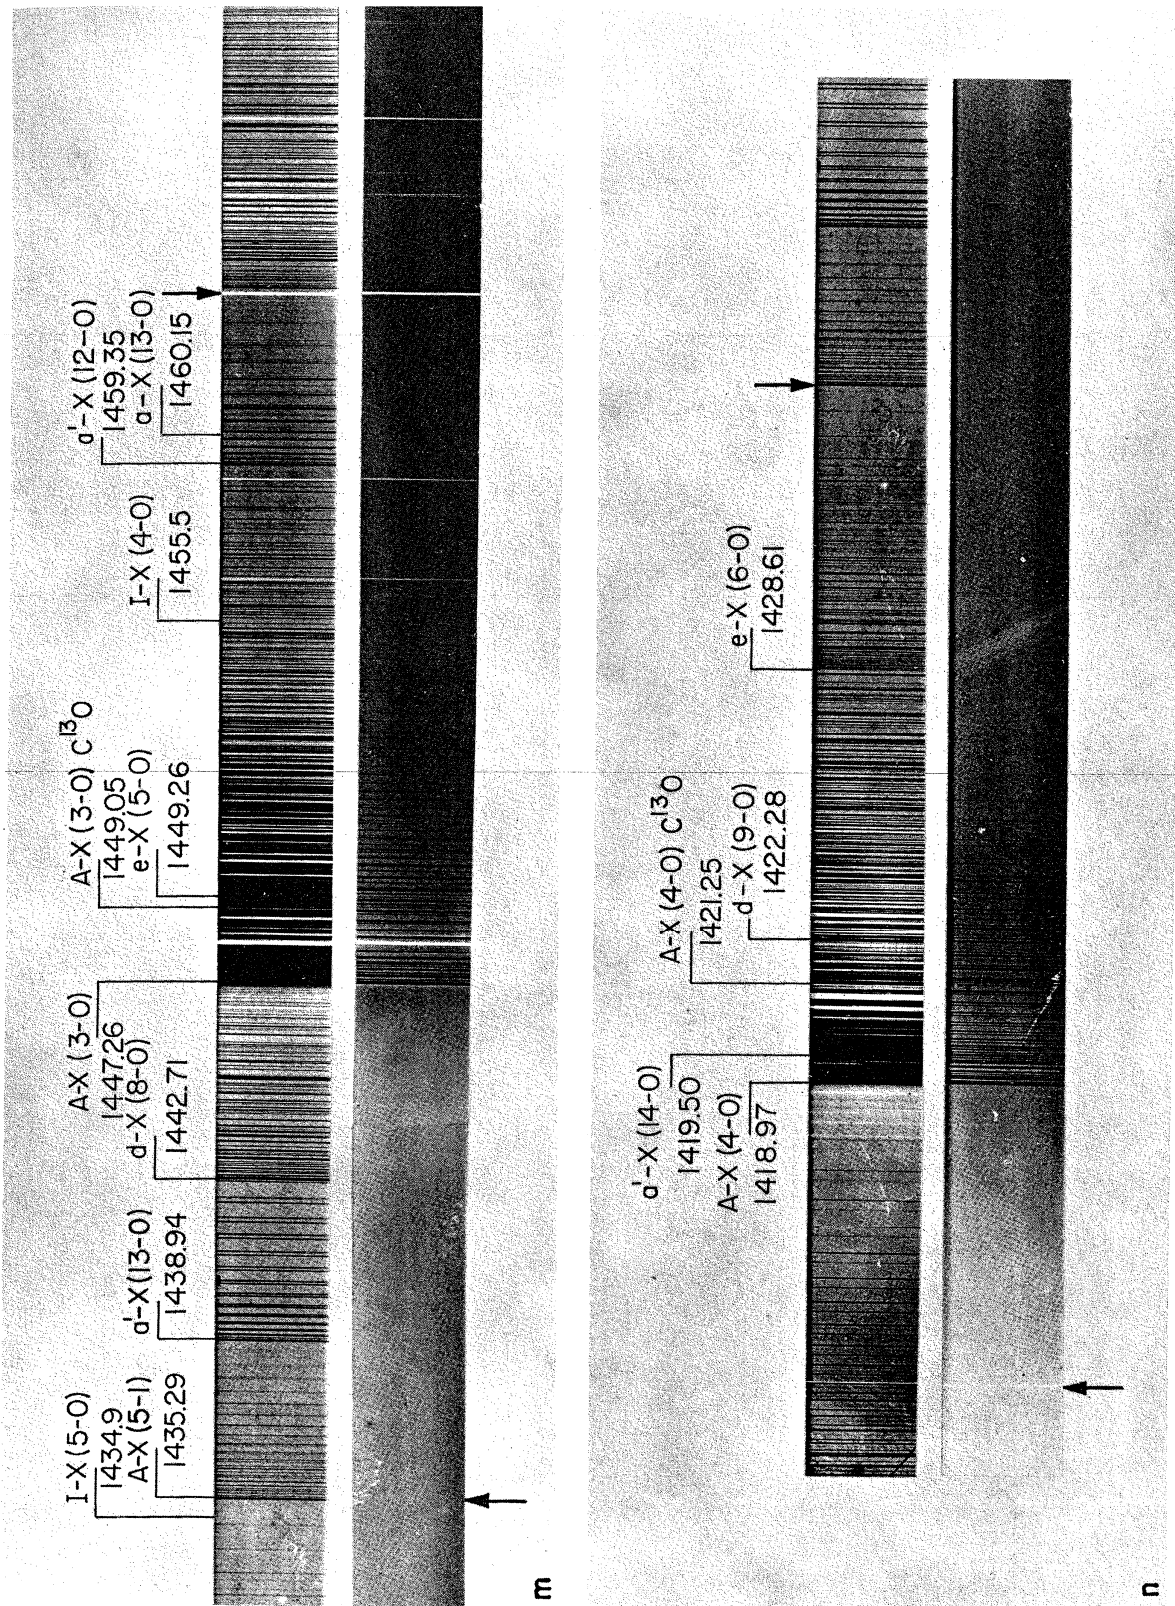 I-X (5-0)
1434.9
A-X (5-1)
1435.29
a'-X (13-0)
1438.94
A-X (3-0)
1447.26
d-X (8-0)
1442.71
A-X (3-0) C¹³O
1449.05
e-X (5-0)
1449.26
I-X (4-0)
1455.5
a'-X (12-0)
1459.35
a-X (13-0)
1460.15
m
a'-X (14-0)
1419.50
A-X (4-0)
1418.97
A-X (4-0) C¹³O
1421.25
d-X (9-0)
1422.28
e-X (6-0)
1428.61
n